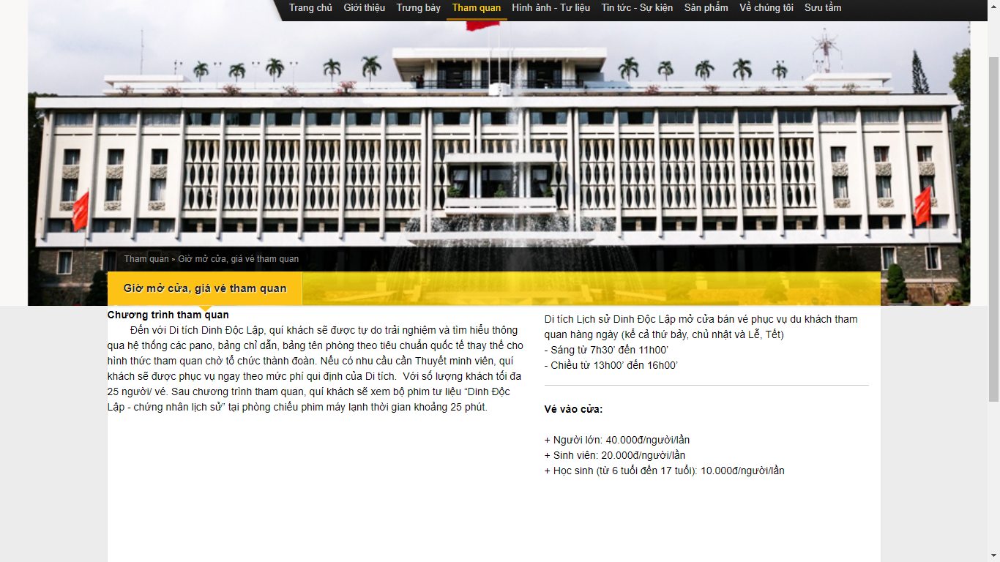 Trang chủ Giới thiệu Trưng bày Tham quan Hình ảnh - Tư liệu Tin tức - Sự kiện Sản phẩm Về chúng tôi Sưu tầm
Tham quan » Giờ mở cửa, giá vé tham quan
Giờ mở cửa, giá vé tham quan
Chương trình tham quan
Đến với Di tích Dinh Độc Lập, quí khách sẽ được tự do trải nghiệm và tìm hiểu thông
qua hệ thống các pano, bảng chỉ dẫn, bảng tên phòng theo tiêu chuẩn quốc tế thay thế cho
hình thức tham quan chờ tổ chức thành đoàn. Nếu có nhu cầu cần Thuyết minh viên, quí
khách sẽ được phục vụ ngay theo mức phí qui định của Di tích. Với số lượng khách tối đa
25 người/ vé. Sau chương trình tham quan, quí khách sẽ xem bộ phim tư liệu “Dinh Độc
Lập - chứng nhân lịch sử” tại phòng chiếu phim máy lạnh thời gian khoảng 25 phút.
Di tích Lịch sử Dinh Độc Lập mở cửa bán vé phục vụ du khách tham
quan hàng ngày (kể cả thứ bảy, chủ nhật và Lễ, Tết)
- Sáng từ 7h30’ đến 11h00’
- Chiều từ 13h00’ đến 16h00’
Vé vào cửa:
+ Người lớn: 40.000đ/người/lần
+ Sinh viên: 20.000đ/người/lần
+ Học sinh (từ 6 tuổi đến 17 tuổi): 10.000đ/người/lần